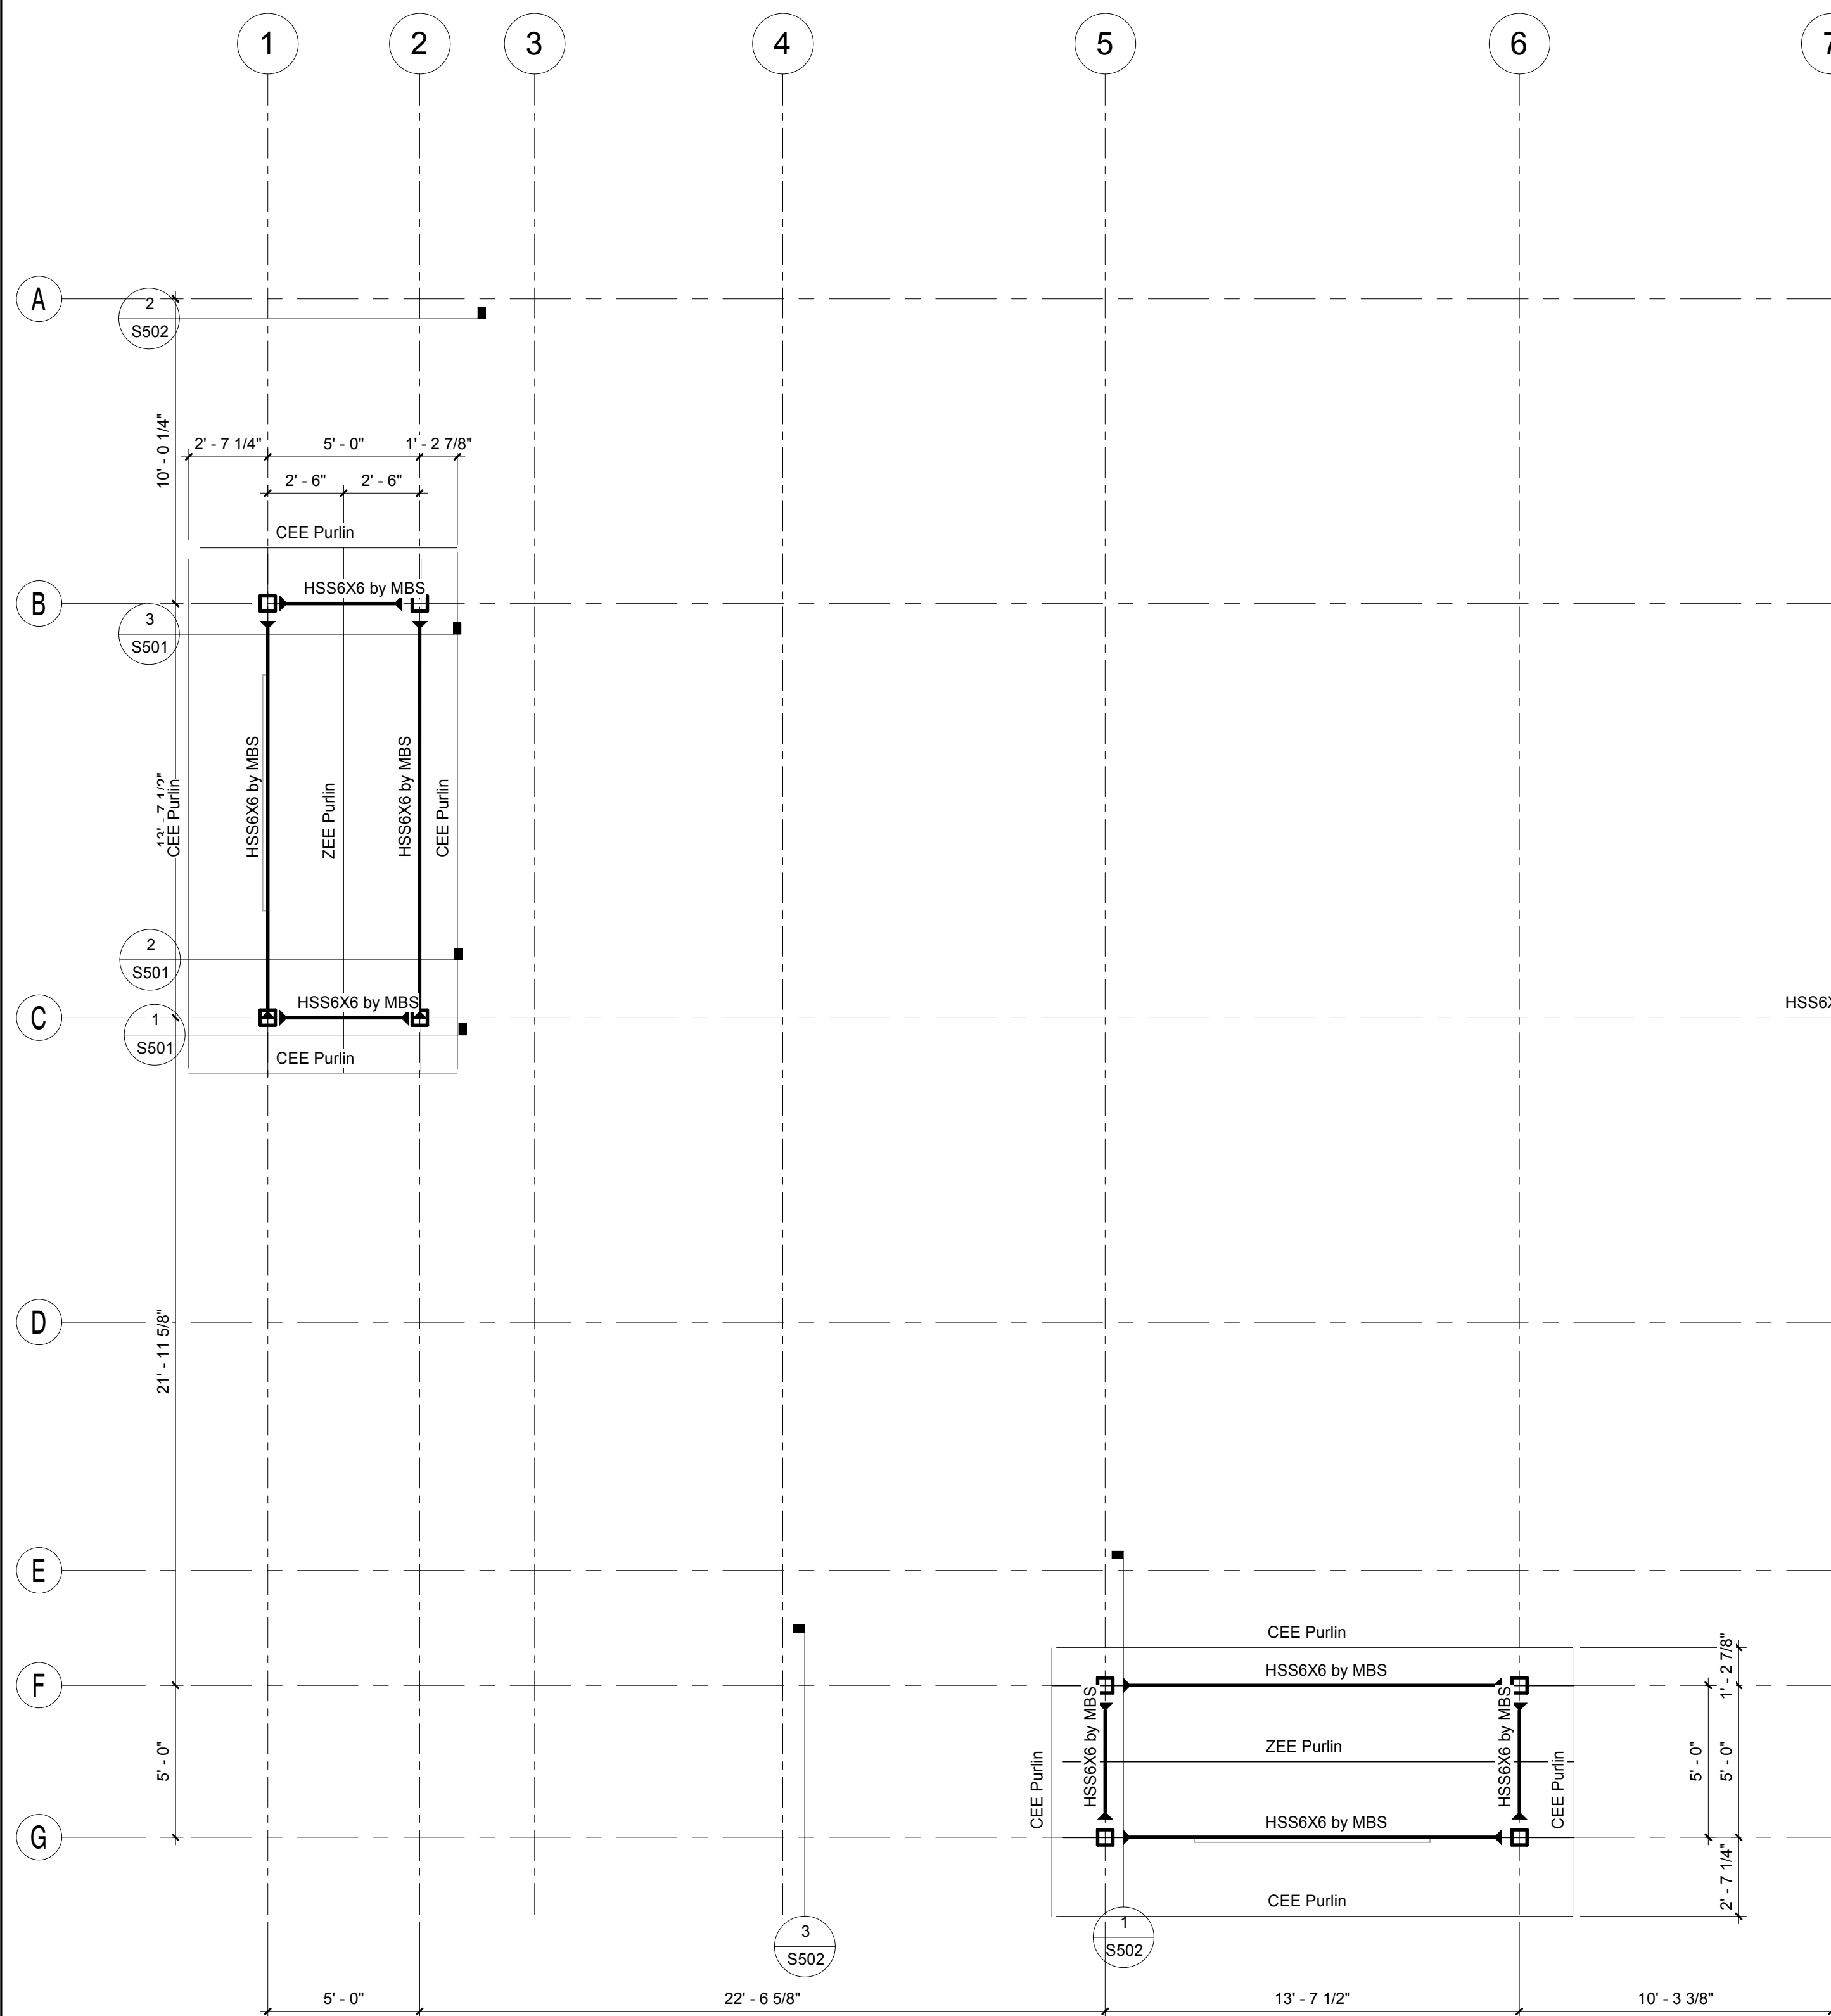 1
2
3
4
5
6
A
2
S502
10' - 0 1/4"
2' - 7 1/4"
5' - 0"
1' - 2 7/8"
2' - 6"
2' - 6"
CEE Purlin
B
HSS6X6 by MBS
3
S501
13' - 7 1/2"
CEE Purlin
HSS6X6 by MBS
ZEE Purlin
HSS6X6 by MBS
CEE Purlin
2
S501
C
HSS6X6 by MBS
HSS6
1
S501
CEE Purlin
D
21' - 11 5/8"
E
CEE Purlin
1' - 2 7/8"
F
HSS6X6 by MBS
5' - 0"
CEE Purlin
HSS6X6 by MBS
ZEE Purlin
HSS6X6 by MBS
CEE Purlin
5' - 0"
5' - 0"
G
HSS6X6 by MBS
CEE Purlin
2' - 7 1/4"
3
S502
1
S502
5' - 0"
22' - 6 5/8"
13' - 7 1/2"
10' - 3 3/8"